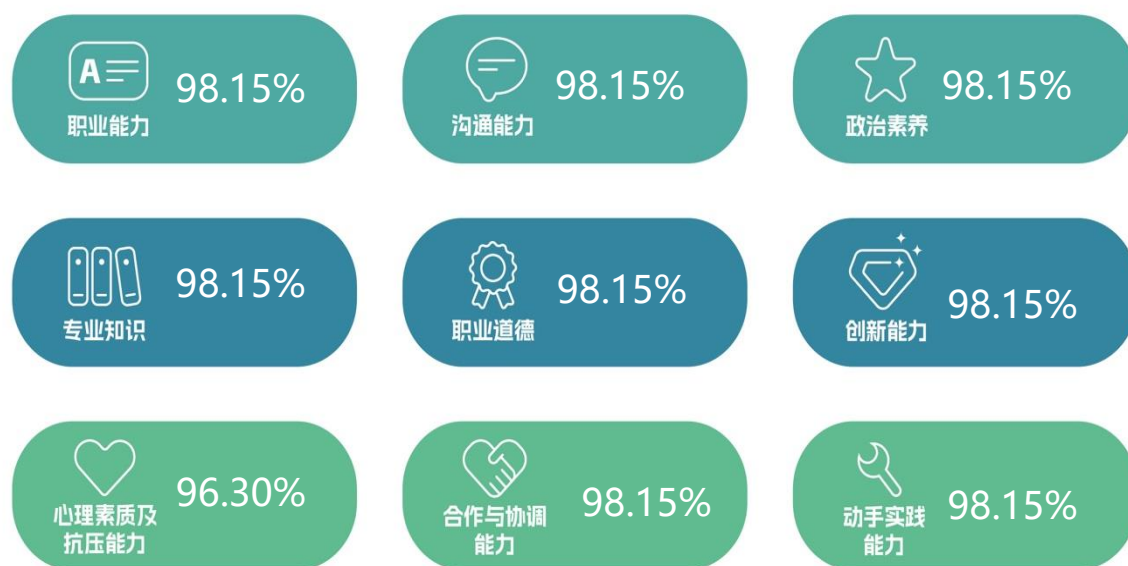 A
98.15%
职业能力
98.15%
沟通能力
98.15%
政治素养
98.15%
专业知识
98.15%
职业道德
98.15%
创新能力
96.30%
心理素质及
抗压能力
98.15%
合作与协调
能力
98.15%
动手实践
能力